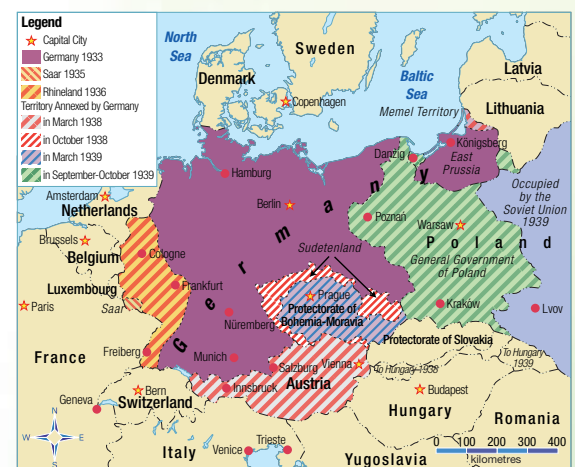 Legend
Capital City
Germany 1933
Saar 1935
Rhineland 1936
Territory Annexed by Germany
in March 1938
in October 1938
in March 1939
in September-October 1939
North
Sea
Sweden
Denmark
Copenhagen
Baltic
Sea
Latvia
Memel Territory
Lithuania
Königsberg
Danzig
East
Prussia
Hamburg
Amsterdam
Netherlands
Berlin
Germany
Poznań
Warsaw
Poland
General Government
of Poland
Occupied
by the
Soviet Union
1939
Brussels
Belgium
Cologne
Sudetenland
Luxembourg
Frankfurt
Saar
Paris
Prague
Protectorate of
Bohemia-Moravia
Kraków
Lvov
Nüremberg
France
Freiberg
Munich
Protectorate of Slovakia
To Hungary
1939
To Hungary 1938
Salzburg
Vienna
Innsbruck
Austria
Budapest
Hungary
Geneva
Bern
Switzerland
Romania
N
W
E
S
Italy
Venice
Trieste
Yugoslavia
0 100 200 300 400
kilometres